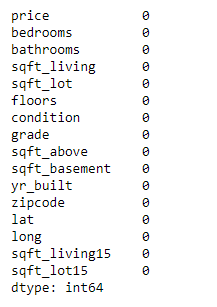 price 0
bedrooms 0
bathrooms 0
sqft_living 0
sqft_lot 0
floors 0
condition 0
grade 0
sqft_above 0
sqft_basement 0
yr_built 0
zipcode 0
lat 0
long 0
sqft_living15 0
sqft_lot15 0
dtype: int64